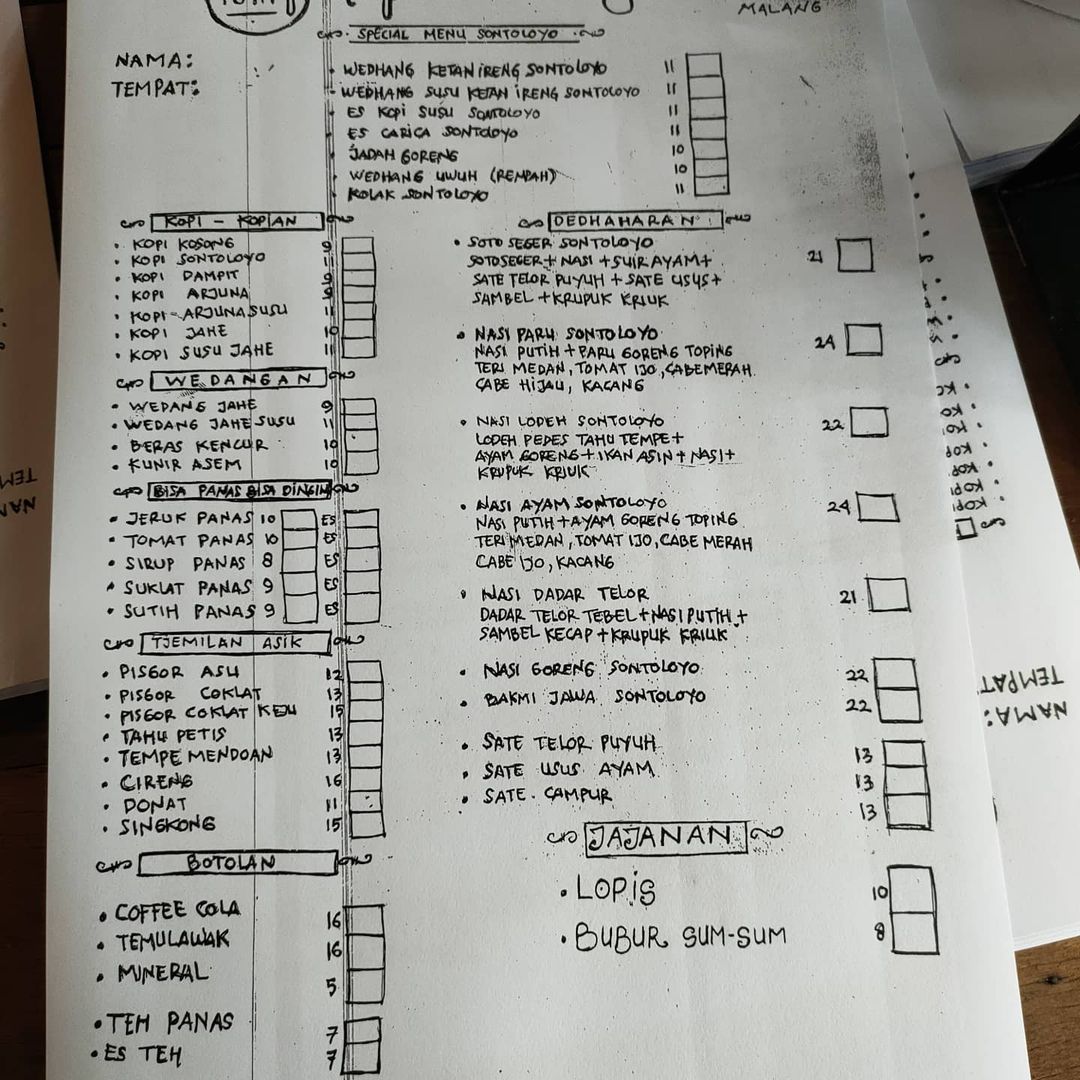 MALANG
SPECIAL MENU SONTOLOYO
NAMA:
TEMPAT:
WEDHANG KETAN IRENG SONTOLOYO 11
WEDHANG SUSU KETAN IRENG SONTOLOYO 11
ES KOPI SUSU SONTOLOYO 11
ES CARICA SONTOLOYO 11
JADAH GORENG 10
WEDHANG UWUH (REMPAH) 10
KOLAK SONTOLOYO 11
KOPI - KOPIAN
• KOPI KOSONG 9
• KOPI SONTOLOYO 11
• KOPI DAMPIT 9
• KOPI ARJUNA 9
• KOPI-ARJUNA SUSU 11
• KOPI JAHE 10
• KOPI SUSU JAHE 11
WEDANGAN
• WEDANG JAHE 9
• WEDANG JAHE SUSU 11
• BERAS KENCUR 10
• KUNIR ASEM 10
BISA PANAS BISA DINGIN
• JERUK PANAS 10 ES
• TOMAT PANAS 10 ES
• SIRUP PANAS 8 ES
• SUKLAT PANAS 9 ES
• SUTIH PANAS 9 ES
TJEMILAN ASIK
• PISGOR ASU 12
• PISGOR COKLAT 13
• PISGOR COKLAT KEJU 15
• TAHU PETIS 13
• TEMPE MENDOAN 13
• CIRENG 16
• DONAT 11
• SINGKONG 15
BOTOLAN
• COFFEE COLA 16
• TEMULAWAK 16
• MINERAL 5
• TEH PANAS 7
• ES TEH 7
DEDHAHARAN
• SOTO SEGER SONTOLOYO
SOTO SEGER + NASI + SUIR AYAM + 21
SATE TELOR PUYUH + SATE USUS +
SAMBEL + KRUPUK KRIUK
• NASI PARU SONTOLOYO 24
NASI PUTIH + PARU GORENG TOPING
TERI MEDAN, TOMAT IJO, CABE MERAH
CABE HIJAU, KACANG
• NASI LODEH SONTOLOYO 22
LODEH PEDES TAHU TEMPE +
AYAM GORENG + IKAN ASIN + NASI +
KRUPUK KRIUK
• NASI AYAM SONTOLOYO 24
NASI PUTIH + AYAM GORENG TOPING
TERI MEDAN, TOMAT IJO, CABE MERAH
CABE IJO, KACANG
• NASI DADAR TELOR 21
DADAR TELOR TEBEL + NASI PUTIH +
SAMBEL KECAP + KRUPUK KRIUK
• NASI GORENG SONTOLOYO 22
• BAKMI JAWA SONTOLOYO 22
• SATE TELOR PUYUH 13
• SATE USUS AYAM 13
• SATE CAMPUR 13
JAJANAN
• LOPIS 10
• BUBUR SUM-SUM 8
NAMA:
TEMPAT